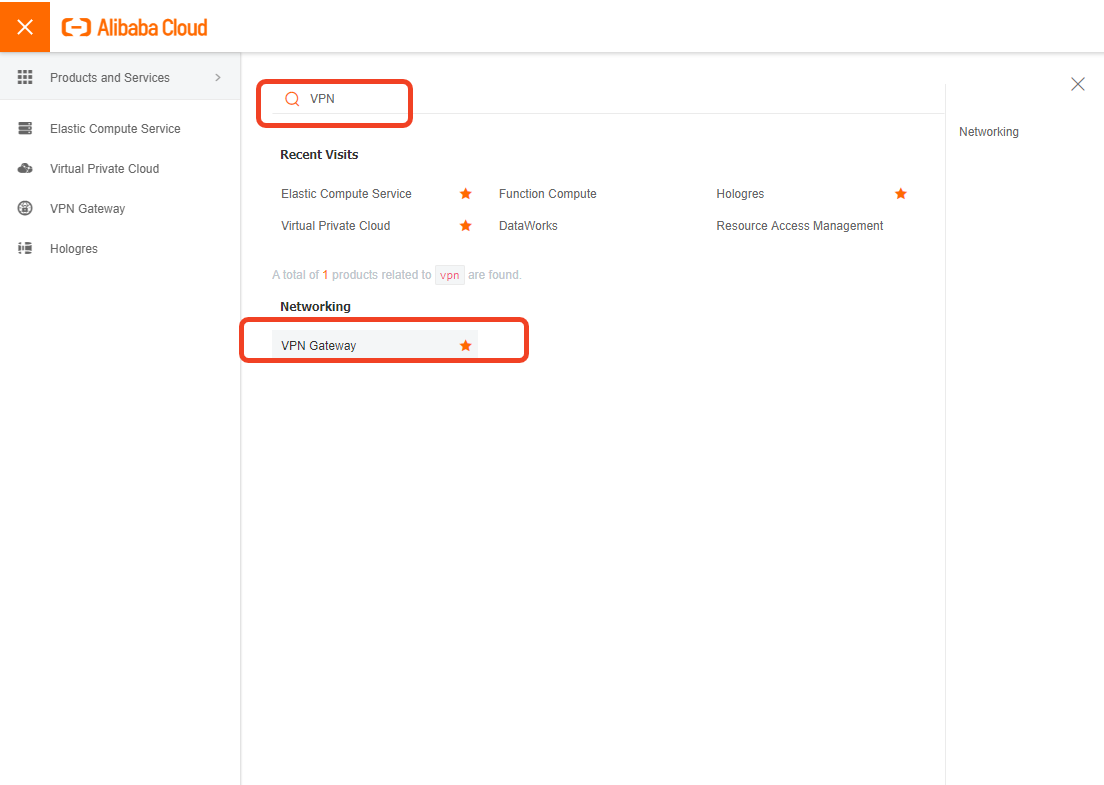 Alibaba Cloud
Products and Services
Elastic Compute Service
Virtual Private Cloud
VPN Gateway
Hologres
VPN
Recent Visits
Elastic Compute Service Function Compute Hologres
Virtual Private Cloud DataWorks Resource Access Management
A total of 1 products related to vpn are found.
Networking
VPN Gateway
Networking